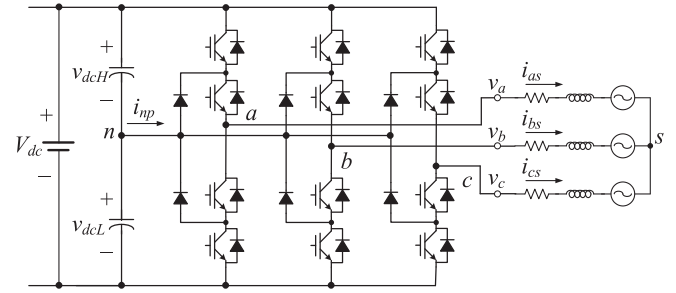 +
v_dcH
−
i_np
+
V_dc
−
n
+
v_dcL
−
a
b
c
v_a
i_as
v_b
i_bs
s
v_c
i_cs